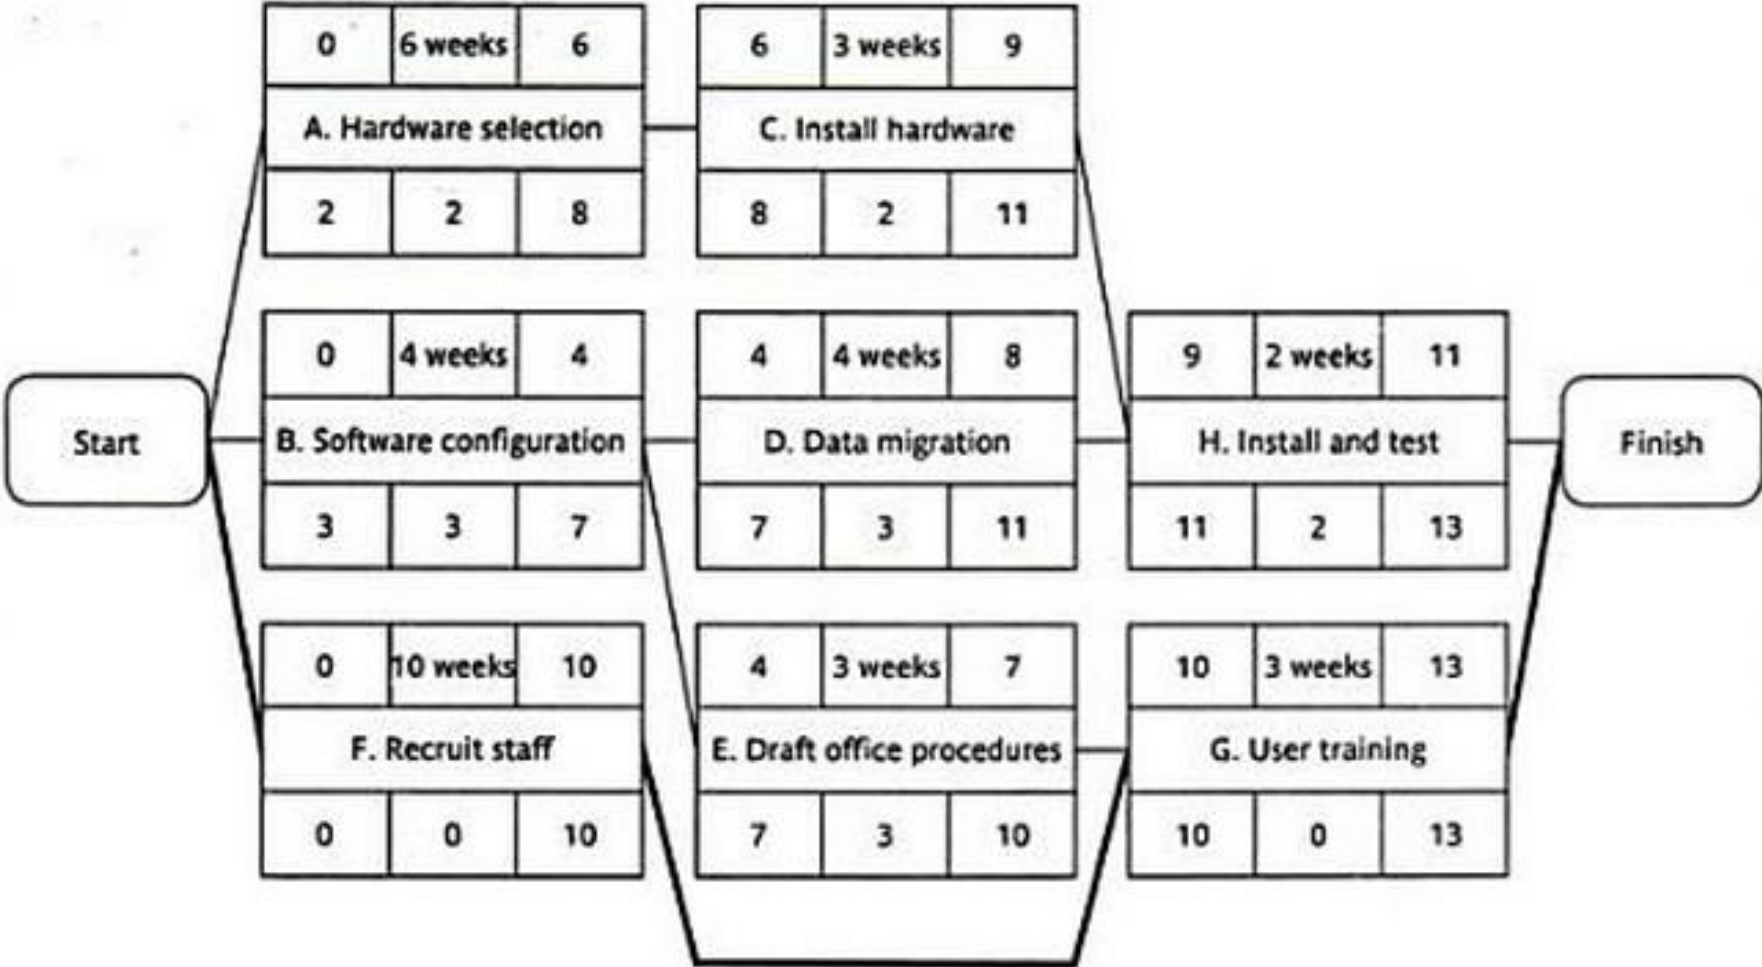 0 6 weeks 6
A. Hardware selection
2 2 8
6 3 weeks 9
C. Install hardware
8 2 11
Start
0 4 weeks 4
B. Software configuration
3 3 7
4 4 weeks 8
D. Data migration
7 3 11
9 2 weeks 11
H. Install and test
11 2 13
Finish
0 10 weeks 10
F. Recruit staff
0 0 10
4 3 weeks 7
E. Draft office procedures
7 3 10
10 3 weeks 13
G. User training
10 0 13